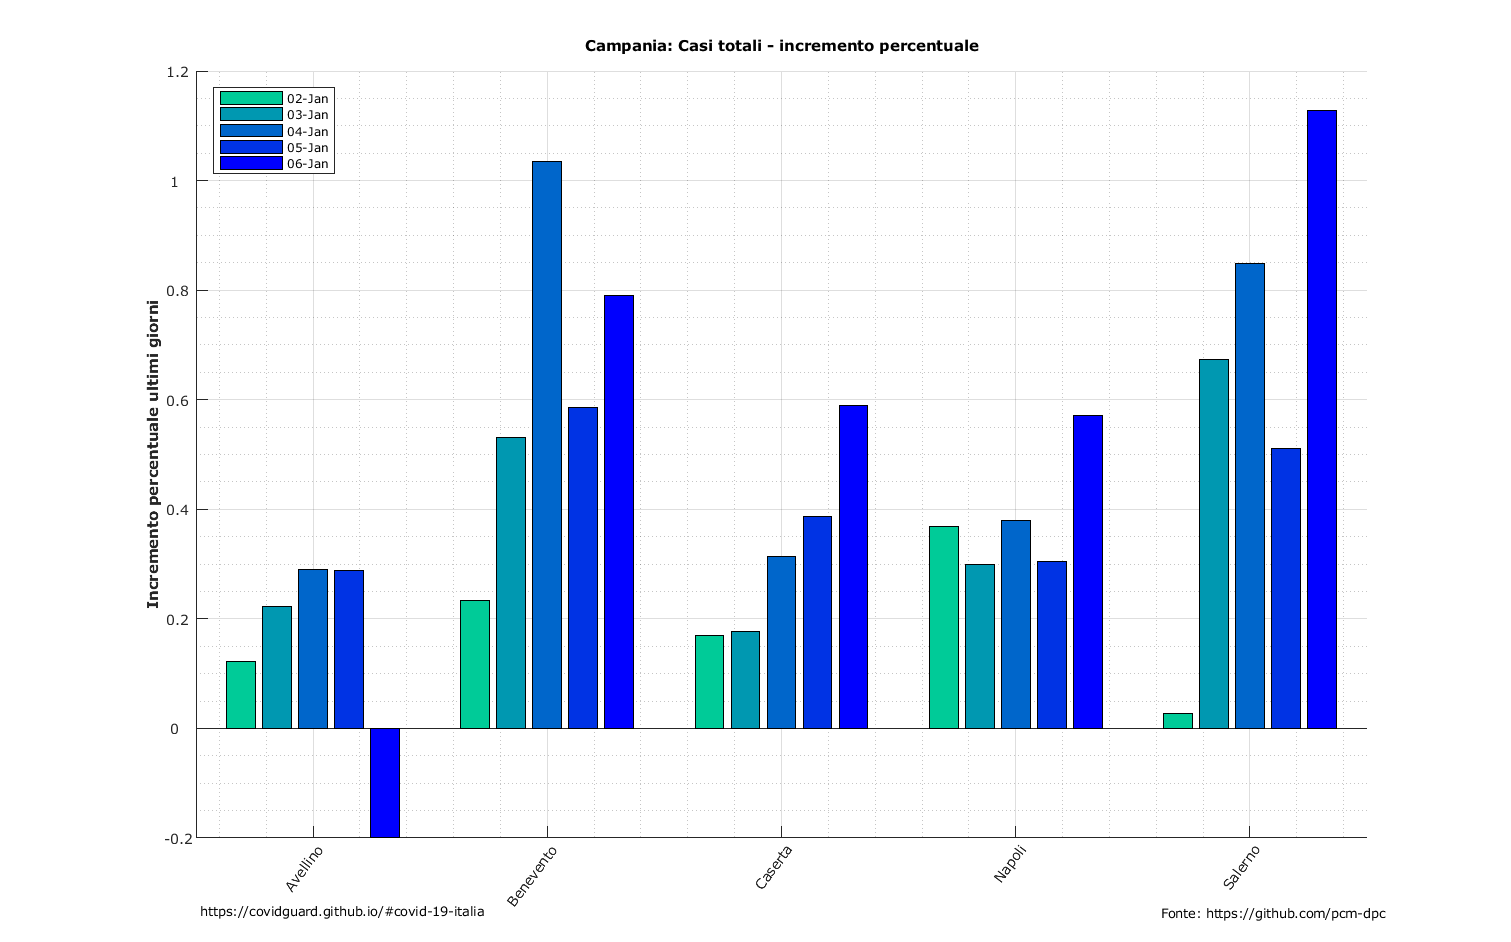 Campania: Casi totali - incremento percentuale
Incremento percentuale ultimi giorni
1.2
1
0.8
0.6
0.4
0.2
0
-0.2
02-Jan
03-Jan
04-Jan
05-Jan
06-Jan
Avellino
Benevento
Caserta
Napoli
Salerno
https://covidguard.github.io/#covid-19-italia
Fonte: https://github.com/pcm-dpc